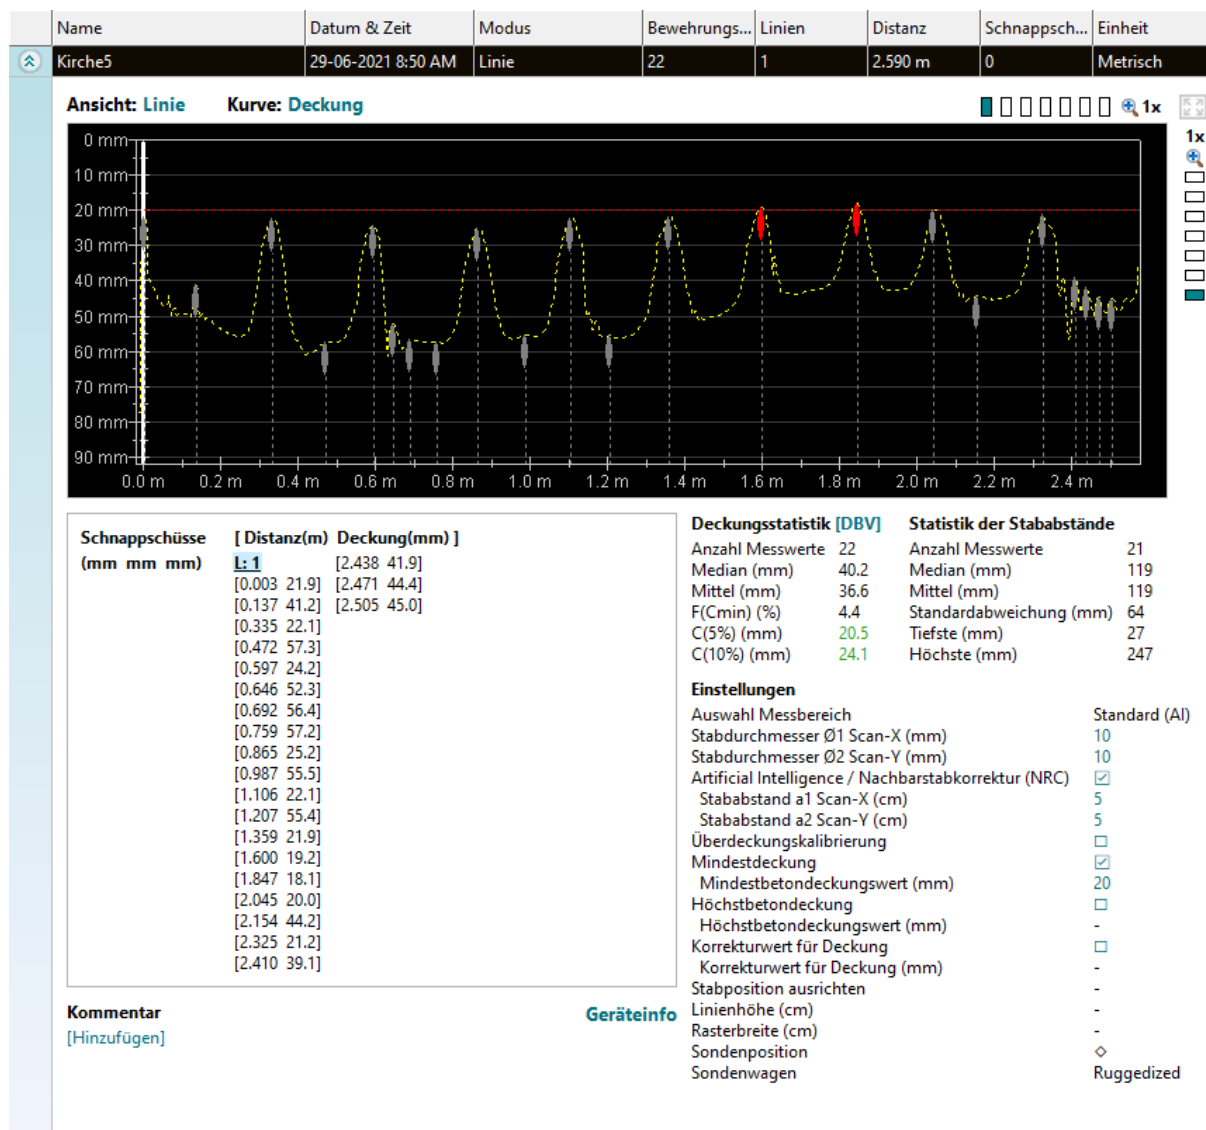 Name Datum & Zeit Modus Bewehrungs... Linien Distanz Schnappsch... Einheit
Kirche5 29-06-2021 8:50 AM Linie 22 1 2.590 m 0 Metrisch
Ansicht: Linie Kurve: Deckung 1x
1x
0 mm
10 mm
20 mm
30 mm
40 mm
50 mm
60 mm
70 mm
80 mm
90 mm
0.0 m 0.2 m 0.4 m 0.6 m 0.8 m 1.0 m 1.2 m 1.4 m 1.6 m 1.8 m 2.0 m 2.2 m 2.4 m
Schnappschüsse [ Distanz(m) Deckung(mm) ]
(mm mm mm) L: 1 [2.438 41.9]
[0.003 21.9] [2.471 44.4]
[0.137 41.2] [2.505 45.0]
[0.335 22.1]
[0.472 57.3]
[0.597 24.2]
[0.646 52.3]
[0.692 56.4]
[0.759 57.2]
[0.865 25.2]
[0.987 55.5]
[1.106 22.1]
[1.207 55.4]
[1.359 21.9]
[1.600 19.2]
[1.847 18.1]
[2.045 20.0]
[2.154 44.2]
[2.325 21.2]
[2.410 39.1]
Kommentar Geräteinfo
[Hinzufügen]
Deckungsstatistik [DBV] Statistik der Stababstände
Anzahl Messwerte 22 Anzahl Messwerte 21
Median (mm) 40.2 Median (mm) 119
Mittel (mm) 36.6 Mittel (mm) 119
F(Cmin) (%) 4.4 Standardabweichung (mm) 64
C(5%) (mm) 20.5 Tiefste (mm) 27
C(10%) (mm) 24.1 Höchste (mm) 247
Einstellungen
Auswahl Messbereich Standard (AI)
Stabdurchmesser Ø1 Scan-X (mm) 10
Stabdurchmesser Ø2 Scan-Y (mm) 10
Artificial Intelligence / Nachbarstabkorrektur (NRC)
Stababstand a1 Scan-X (cm) 5
Stababstand a2 Scan-Y (cm) 5
Überdeckungskalibrierung
Mindestdeckung
Mindestbetondeckungswert (mm) 20
Höchstbetondeckung
Höchstbetondeckungswert (mm) -
Korrekturwert für Deckung
Korrekturwert für Deckung (mm) -
Stabposition ausrichten -
Linienhöhe (cm) -
Rasterbreite (cm) -
Sondenposition
Sondenwagen Ruggedized